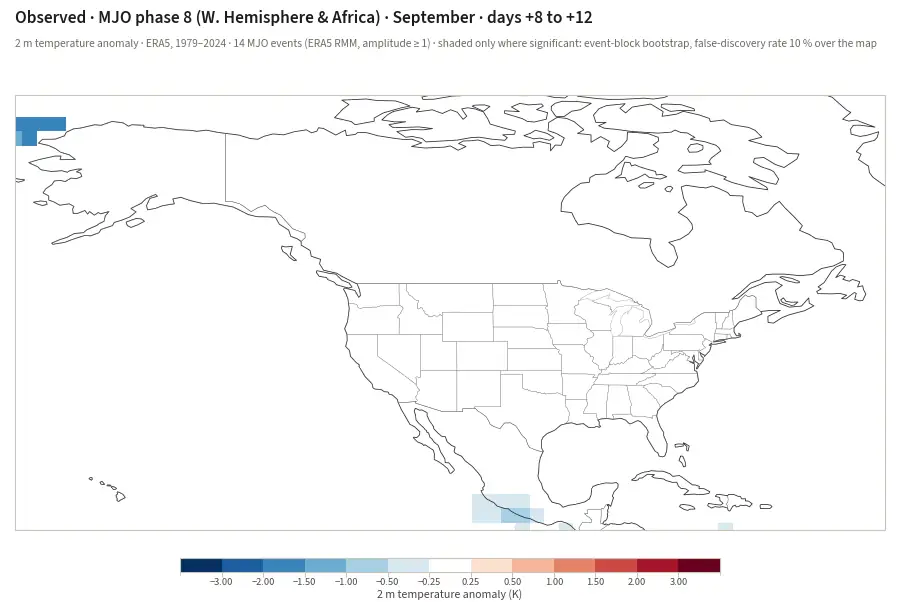 Observed · MJO phase 8 (W. Hemisphere & Africa) · September · days +8 to +12
2 m temperature anomaly · ERA5, 1979–2024 · 14 MJO events (ERA5 RMM, amplitude ≥ 1) · shaded only where significant: event-block bootstrap, false-discovery rate 10 % over the map
−3.00 −2.00 −1.50 −1.00 −0.50 −0.25 0.25 0.50 1.00 1.50 2.00 3.00
2 m temperature anomaly (K)